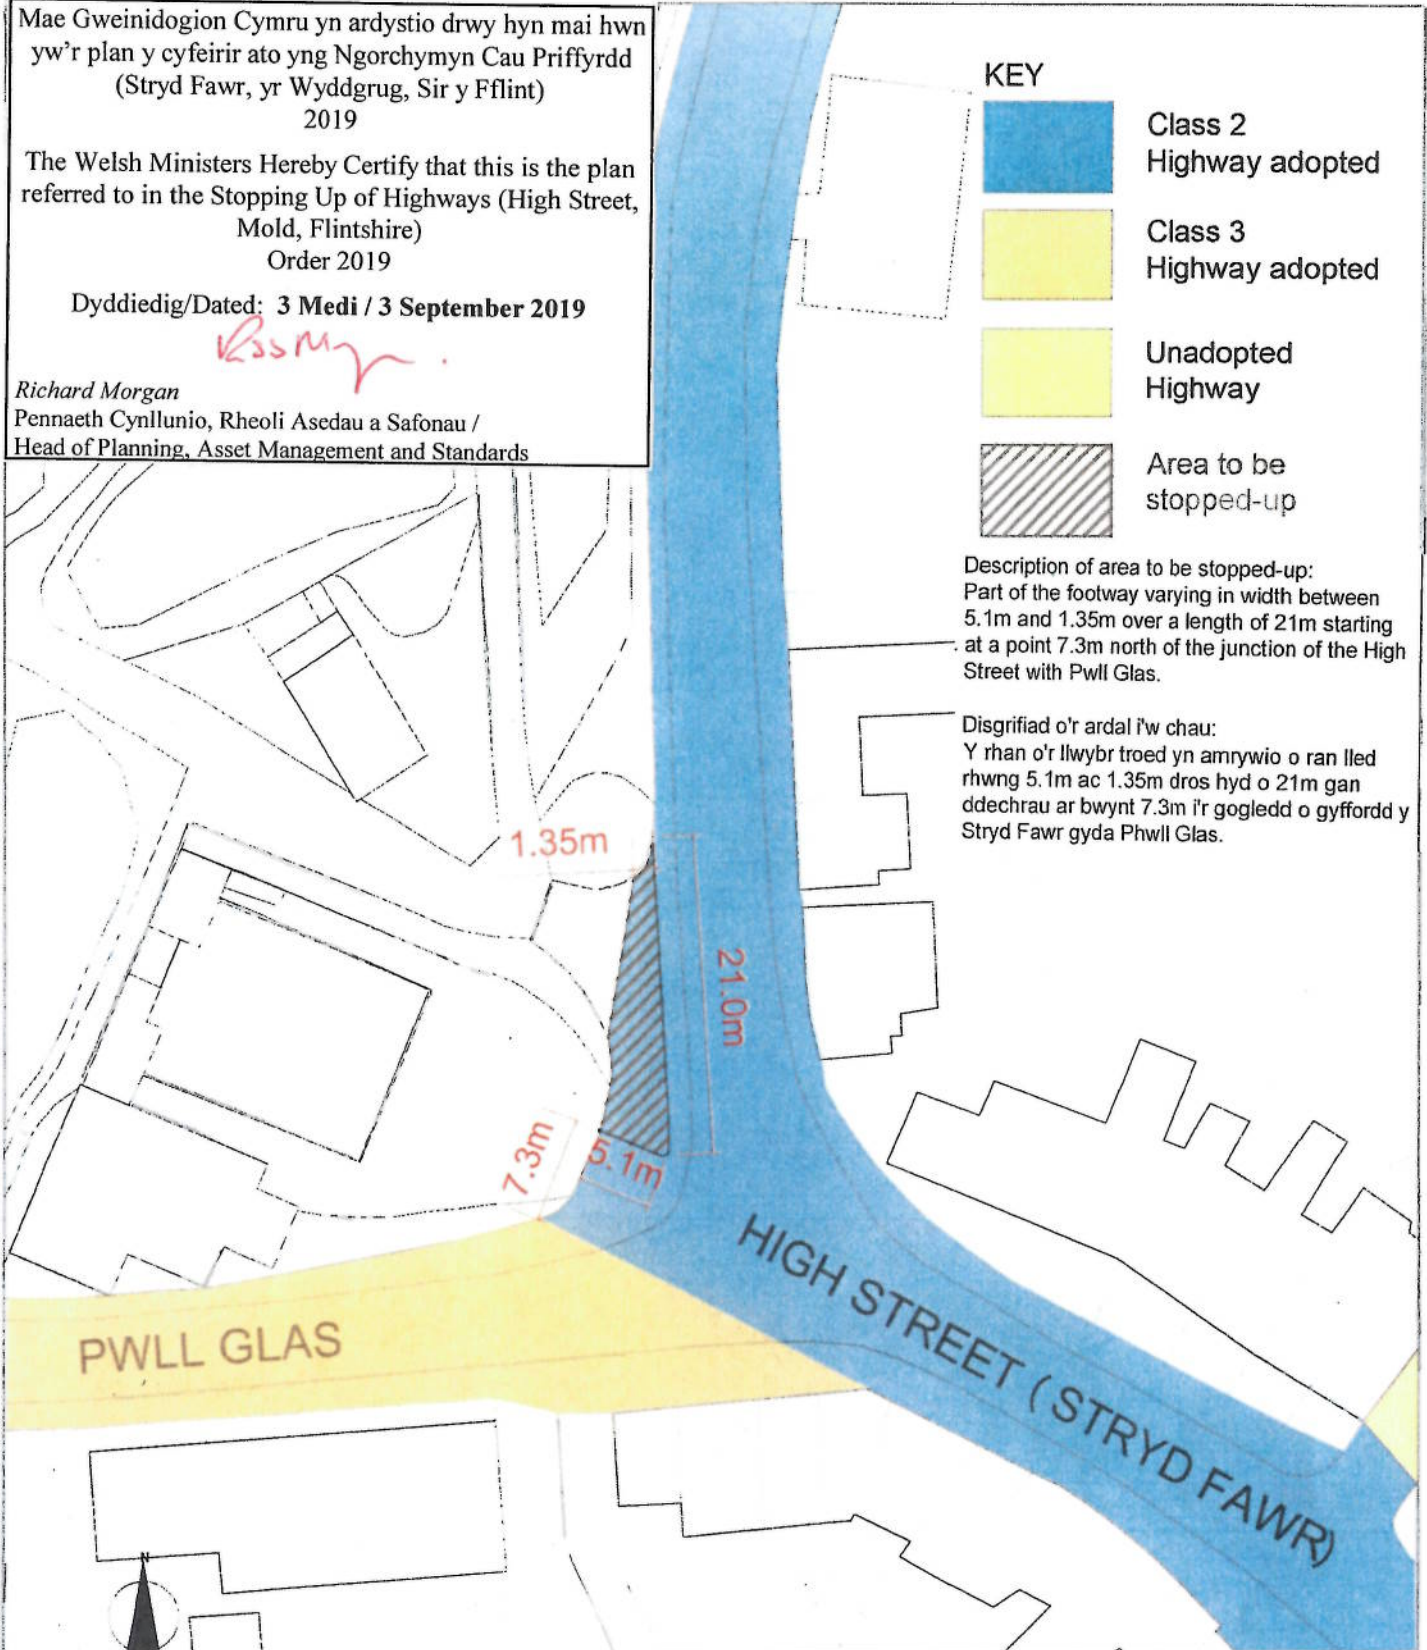 Mae Gweinidogion Cymru yn ardystio drwy hyn mai hwn
yw'r plan y cyfeirir ato yng Ngorchymyn Cau Priffyrdd
(Stryd Fawr, yr Wyddgrug, Sir y Fflint)
2019
The Welsh Ministers Hereby Certify that this is the plan
referred to in the Stopping Up of Highways (High Street,
Mold, Flintshire)
Order 2019
Dyddiedig/Dated: 3 Medi / 3 September 2019
Richard Morgan
Pennaeth Cynllunio, Rheoli Asedau a Safonau /
Head of Planning, Asset Management and Standards
KEY
Class 2
Highway adopted
Class 3
Highway adopted
Unadopted
Highway
Area to be
stopped-up
Description of area to be stopped-up:
Part of the footway varying in width between
5.1m and 1.35m over a length of 21m starting
at a point 7.3m north of the junction of the High
Street with Pwll Glas.
Disgrifiad o'r ardal i'w chau:
Y rhan o'r llwybr troed yn amrywio o ran lled
rhwng 5.1m ac 1.35m dros hyd o 21m gan
ddechrau ar bwynt 7.3m i'r gogledd o gyffordd y
Stryd Fawr gyda Phwll Glas.
1.35m
21.0m
7.3m
5.1m
HIGH STREET ( STRYD FAWR)
PWLL GLAS
N